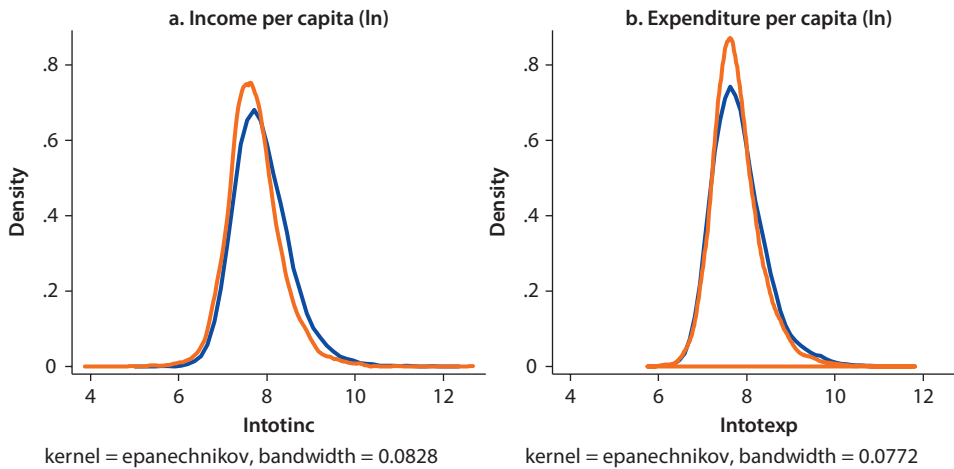 a. Income per capita (ln)
Density
.8
.6
.4
.2
0
4 6 8 10 12
lntotinc
kernel = epanechnikov, bandwidth = 0.0828
b. Expenditure per capita (ln)
Density
.8
.6
.4
.2
0
4 6 8 10 12
lntotexp
kernel = epanechnikov, bandwidth = 0.0772